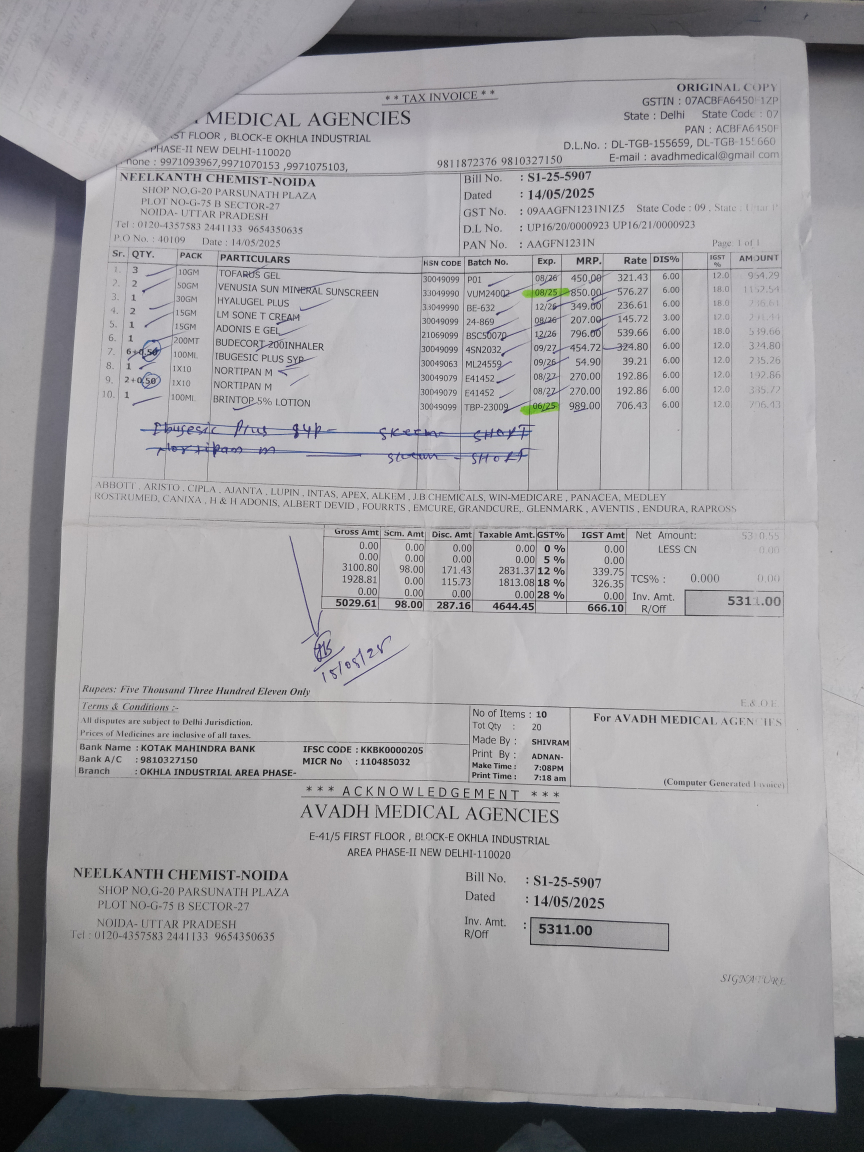 ** TAX INVOICE **
ORIGINAL COPY
GSTIN : 07ACBFA6450F1ZP
MEDICAL AGENCIES
State : Delhi State Code : 07
PAN : ACBFA6450F
ST FLOOR , BLOCK-E OKHLA INDUSTRIAL
D.L.No. : DL-TGB-155659, DL-TGB-155660
PHASE-II NEW DELHI-110020
E-mail : avadhmedical@gmail.com
Phone : 9971093967,9971070153 ,9971075103, 9811872376 9810327150
NEELKANTH CHEMIST-NOIDA
SHOP NO.G-20 PARSUNATH PLAZA
PLOT NO-G-75 B SECTOR-27
NOIDA- UTTAR PRADESH
Tel : 0120-4357583 2441133 9654350635
P.O No. : 40109 Date : 14/05/2025
Bill No. : S1-25-5907
Dated : 14/05/2025
GST No. : 09AAGFN1231N1Z5 State Code : 09 , State :
D.L No. : UP16/20/0000923 UP16/21/0000923
PAN No. : AAGFN1231N Page 1 of 1
Sr. QTY. PACK PARTICULARS HSN CODE Batch No. Exp. MRP. Rate DIS% IGST % AMOUNT
1. 3 10GM TOFARUS GEL 30049099 P01 08/26 450.00 321.43 6.00 12.0 954.29
2. 2 50GM VENUSIA SUN MINERAL SUNSCREEN 33049990 VUJM24002 08/25 850.00 576.27 6.00 18.0
3. 1 30GM HYALUGEL PLUS 33049099 BE-632 12/26 349.00 236.61 6.00 18.0
4. 2 15GM LM SONE T CREAM 30049099 24-869 08/26 207.00 145.72 3.00 12.0
5. 1 15GM ADONIS E GEL 21069099 BSC50070 12/26 796.00 539.66 6.00 18.0 539.66
6. 1 200MT BUDECORT 200INHALER 30049099 4SN2032 09/27 454.72 324.80 6.00 12.0 324.80
7. 6+0.50 100ML IBUGESIC PLUS SYP 30049063 ML24559 09/26 54.90 39.21 6.00 12.0 235.26
8. 1 1X10 NORTIPAN M 30049079 E41452 08/27 270.00 192.86 6.00 12.0 192.86
9. 2+0.50 1X10 NORTIPAN M 30049079 E41452 08/27 270.00 192.86 6.00 12.0
10. 1 100ML BRINTOP 5% LOTION 30049099 TBP-23009 06/25 989.00 706.43 6.00 12.0 706.43
Ibugesic Plus syp - SHORT
Nortipan m - SHORT
ABBOTT , ARISTO , CIPLA , AJANTA , LUPIN , INTAS, APEX, ALKEM , J.B CHEMICALS, WIN-MEDICARE , PANACEA, MEDLEY
ROSTRUMED, CANIXA , H & H ADONIS, ALBERT DEVID , FOURRTS , EMCURE, GRANDCURE, GLENMARK , AVENTIS , ENDURA, RAPROSS
Gross Amt Scm. Amt Disc. Amt Taxable Amt. GST% IGST Amt
0.00 0.00 0.00 0.00 0 % 0.00
0.00 0.00 0.00 0.00 5 % 0.00
3100.80 98.00 171.43 2831.37 12 % 339.75
1928.81 0.00 115.73 1813.08 18 % 326.35
0.00 0.00 0.00 0.00 28 % 0.00
5029.61 98.00 287.16 4644.45 666.10
Net Amount: 5310.55
LESS CN 0.00
TCS% : 0.000 0.00
Inv. Amt. R/Off 5311.00
15/05/25
Rupees: Five Thousand Three Hundred Eleven Only
E.& O.E.
Terms & Conditions :-
All disputes are subject to Delhi Jurisdiction.
Prices of Medicines are inclusive of all taxes.
Bank Name : KOTAK MAHINDRA BANK IFSC CODE : KKBK0000205
Bank A/C : 9810327150 MICR No : 110485032
Branch : OKHLA INDUSTRIAL AREA PHASE-
No of Items : 10
Tot Qty : 20
Made By : SHIVRAM
Print By : ADNAN-
Make Time : 7:08PM
Print Time : 7:18 am
For AVADH MEDICAL AGENCIES
(Computer Generated Invoice)
*** ACKNOWLEDGEMENT ***
AVADH MEDICAL AGENCIES
E-41/5 FIRST FLOOR , BLOCK-E OKHLA INDUSTRIAL
AREA PHASE-II NEW DELHI-110020
NEELKANTH CHEMIST-NOIDA
SHOP NO.G-20 PARSUNATH PLAZA
PLOT NO-G-75 B SECTOR-27
NOIDA- UTTAR PRADESH
Tel : 0120-4357583 2441133 9654350635
Bill No. : S1-25-5907
Dated : 14/05/2025
Inv. Amt. R/Off : 5311.00
SIGNATURE